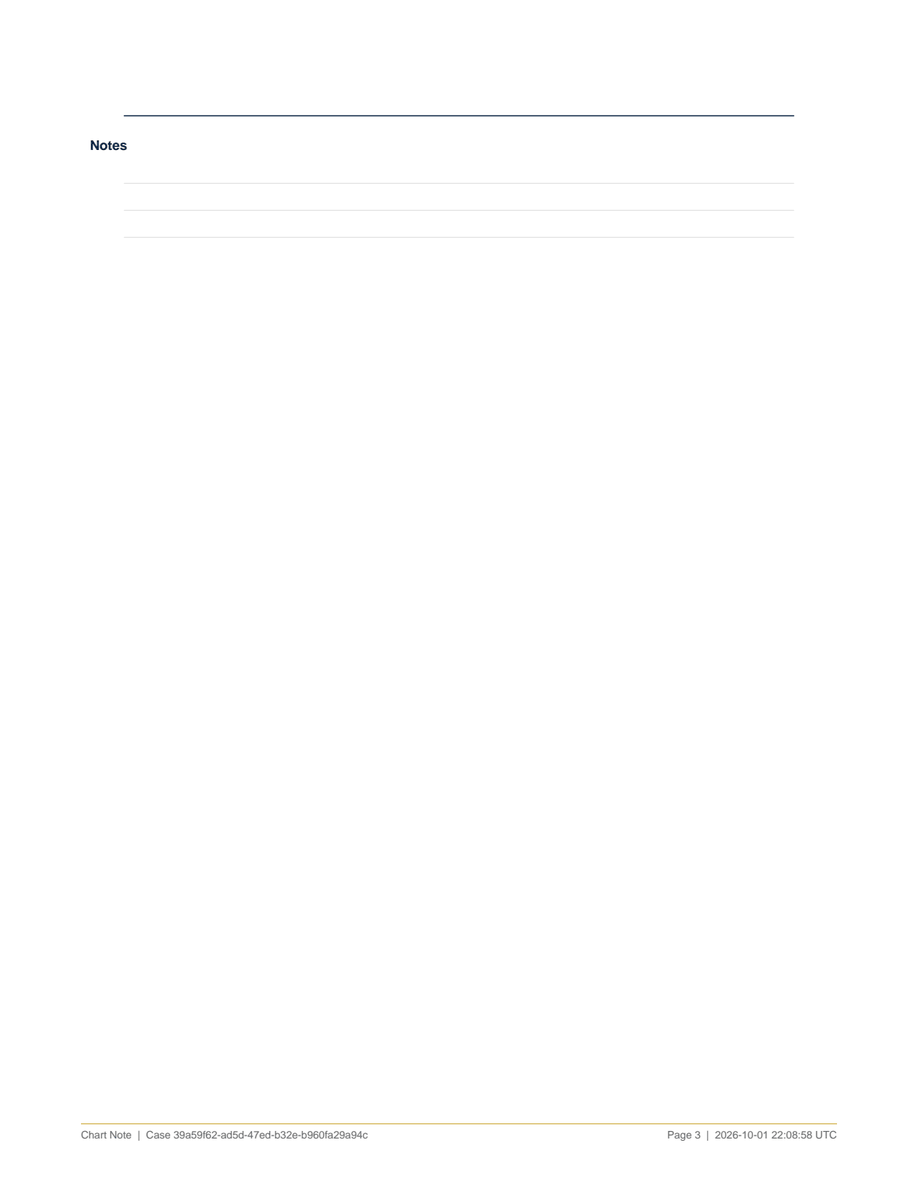 Notes
Chart Note | Case 39a59f62-ad5d-47ed-b32e-b960fa29a94c
Page 3 | 2026-10-01 22:08:58 UTC